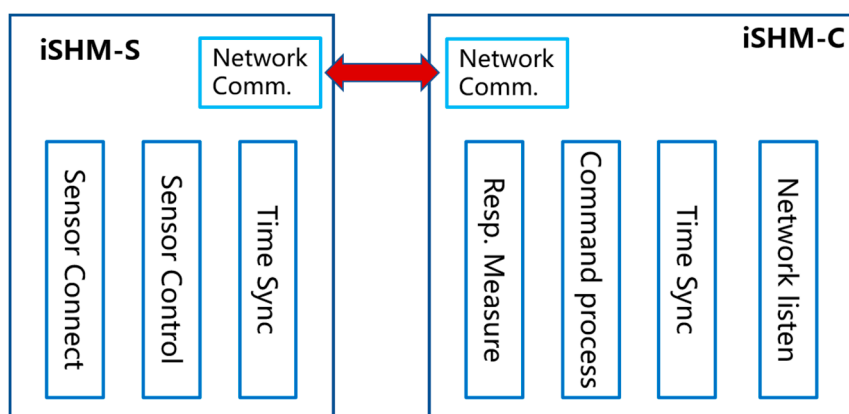 iSHM-S
Network
Comm.
Sensor Connect
Sensor Control
Time Sync
iSHM-C
Network
Comm.
Resp. Measure
Command process
Time Sync
Network listen